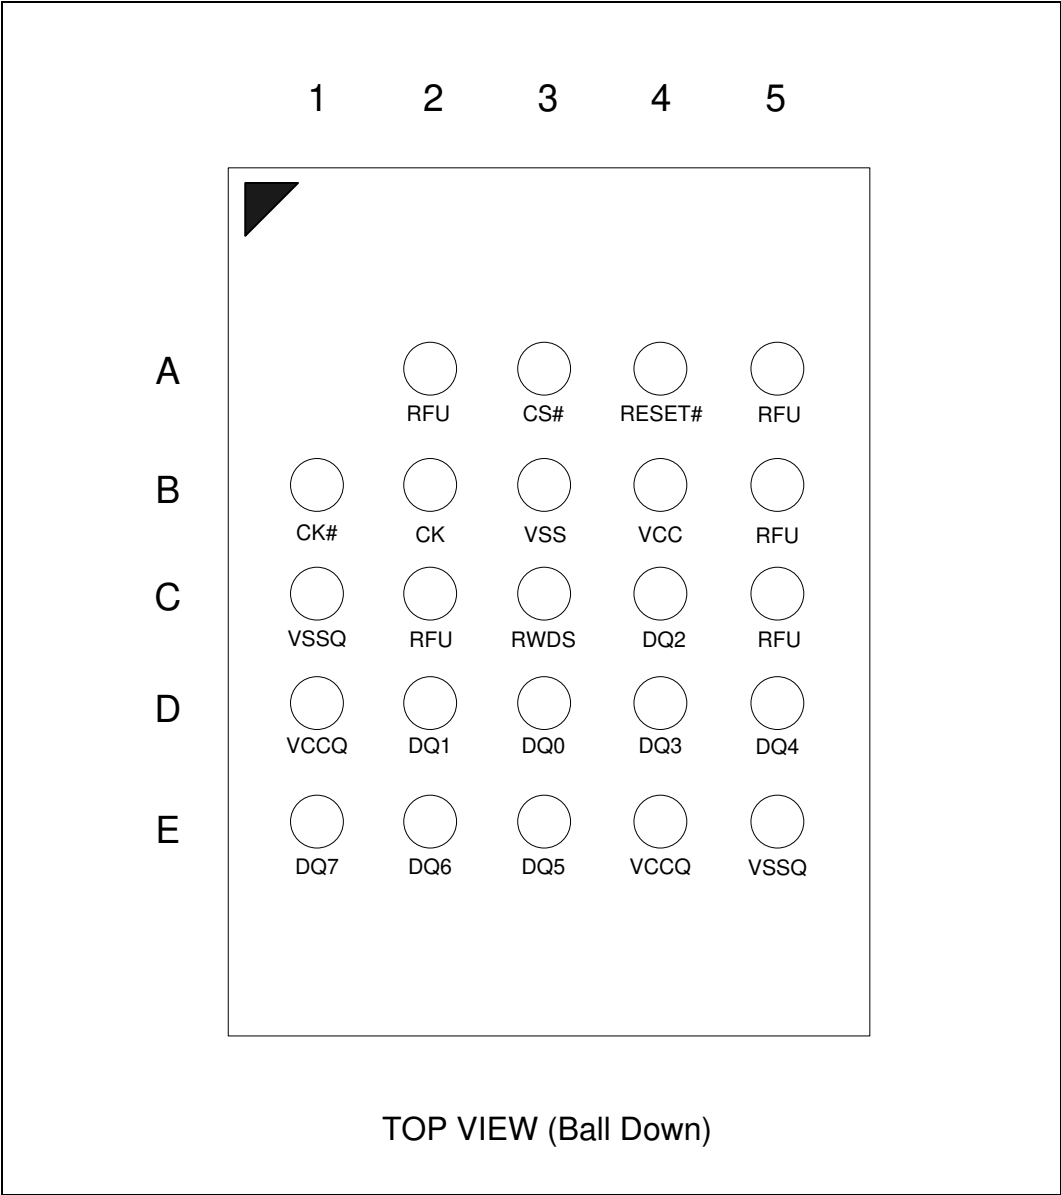 1 2 3 4 5
A
RFU CS# RESET# RFU
B
CK# CK VSS VCC RFU
C
VSSQ RFU RWDS DQ2 RFU
D
VCCQ DQ1 DQ0 DQ3 DQ4
E
DQ7 DQ6 DQ5 VCCQ VSSQ
TOP VIEW (Ball Down)